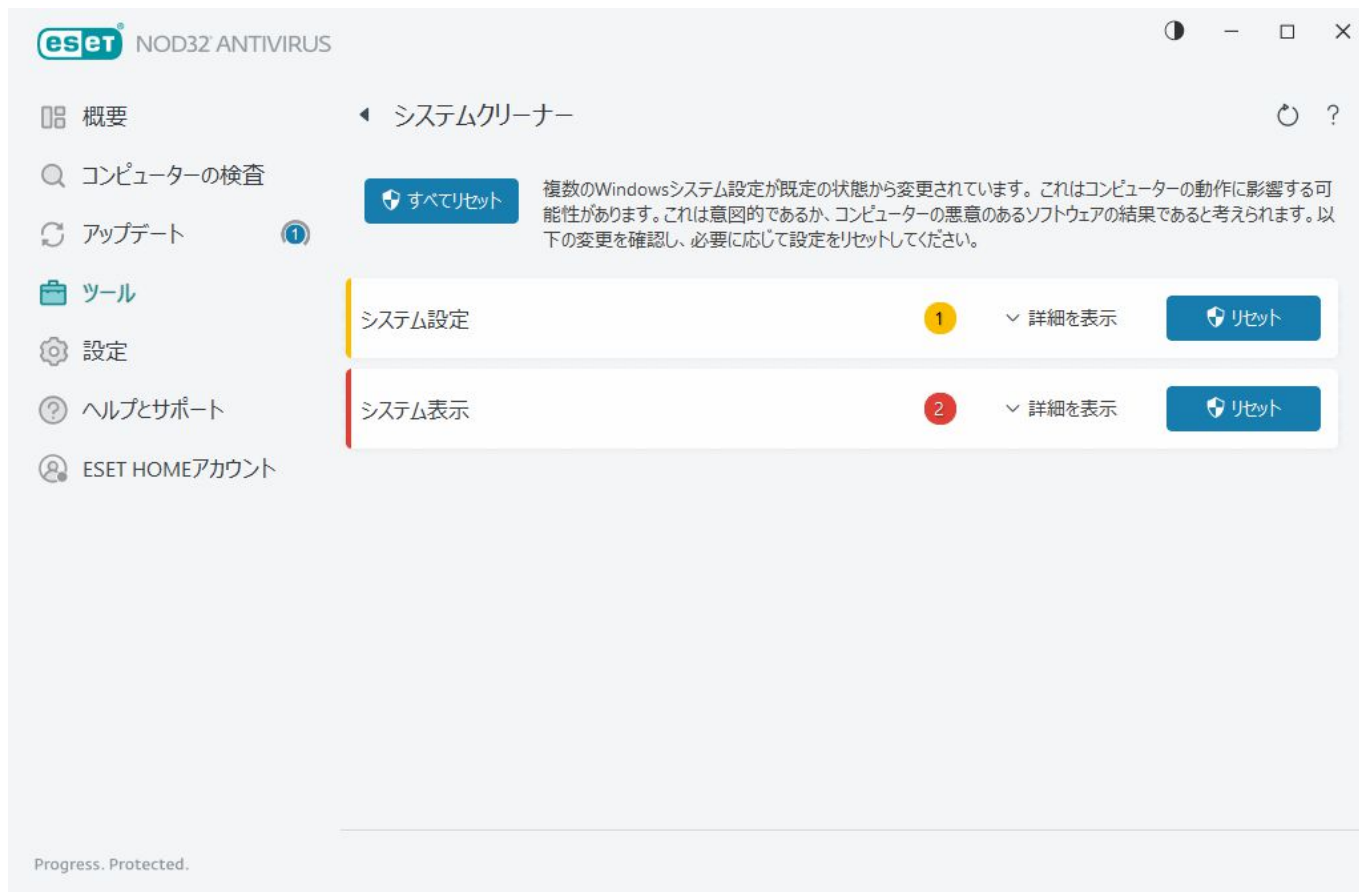 eset® NOD32® ANTIVIRUS
概要
コンピューターの検査
アップデート 1
ツール
設定
ヘルプとサポート
ESET HOMEアカウント
システムクリーナー ?
すべてリセット
複数のWindowsシステム設定が既定の状態から変更されています。これはコンピューターの動作に影響する可
能性があります。これは意図的であるか、コンピューターの悪意のあるソフトウェアの結果であると考えられます。以
下の変更を確認し、必要に応じて設定をリセットしてください。
システム設定 1 詳細を表示 リセット
システム表示 2 詳細を表示 リセット
Progress. Protected.